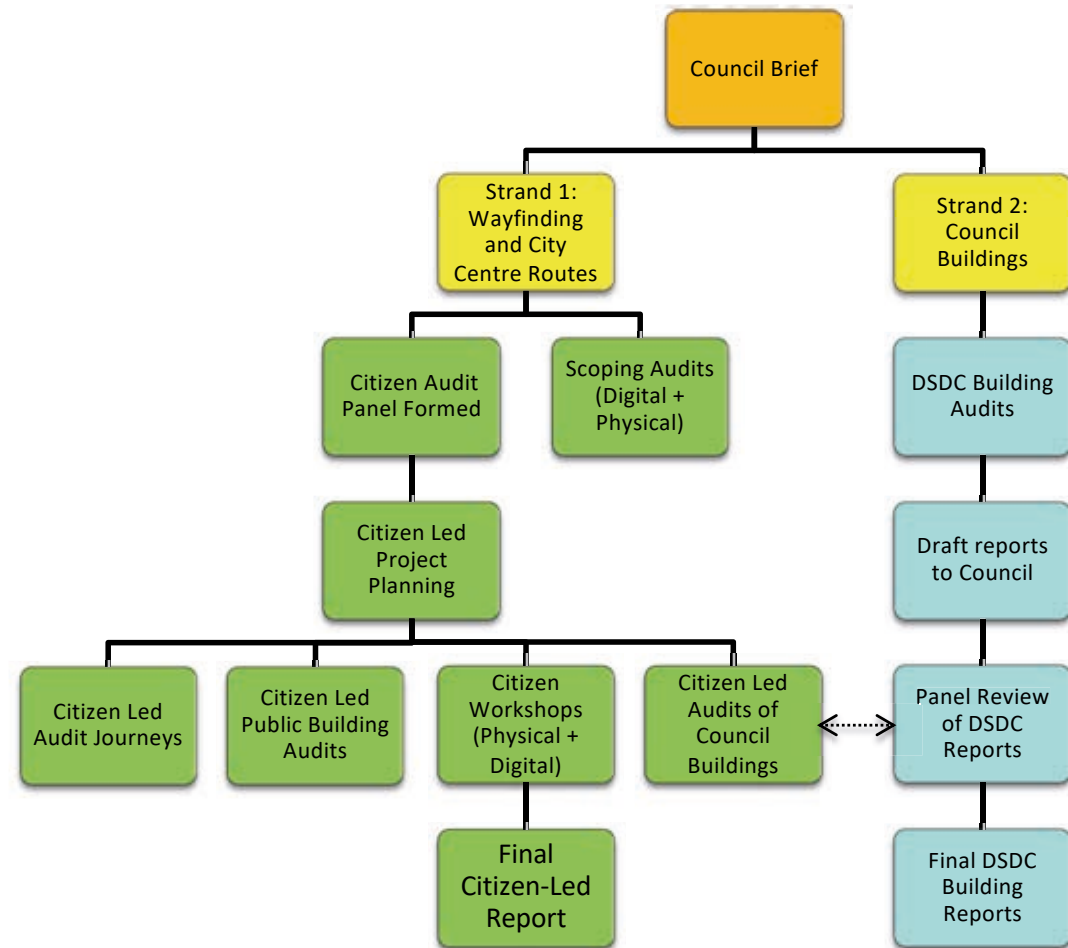 Council Brief
Strand 1:
Wayfinding
and City
Centre Routes
Strand 2:
Council
Buildings
Citizen Audit
Panel Formed
Scoping Audits
(Digital +
Physical)
DSDC Building
Audits
Citizen Led
Project
Planning
Draft reports
to Council
Citizen Led
Audit Journeys
Citizen Led
Public Building
Audits
Citizen
Workshops
(Physical +
Digital)
Citizen Led
Audits of
Council
Buildings
Panel Review
of DSDC
Reports
Final
Citizen-Led
Report
Final DSDC
Building
Reports